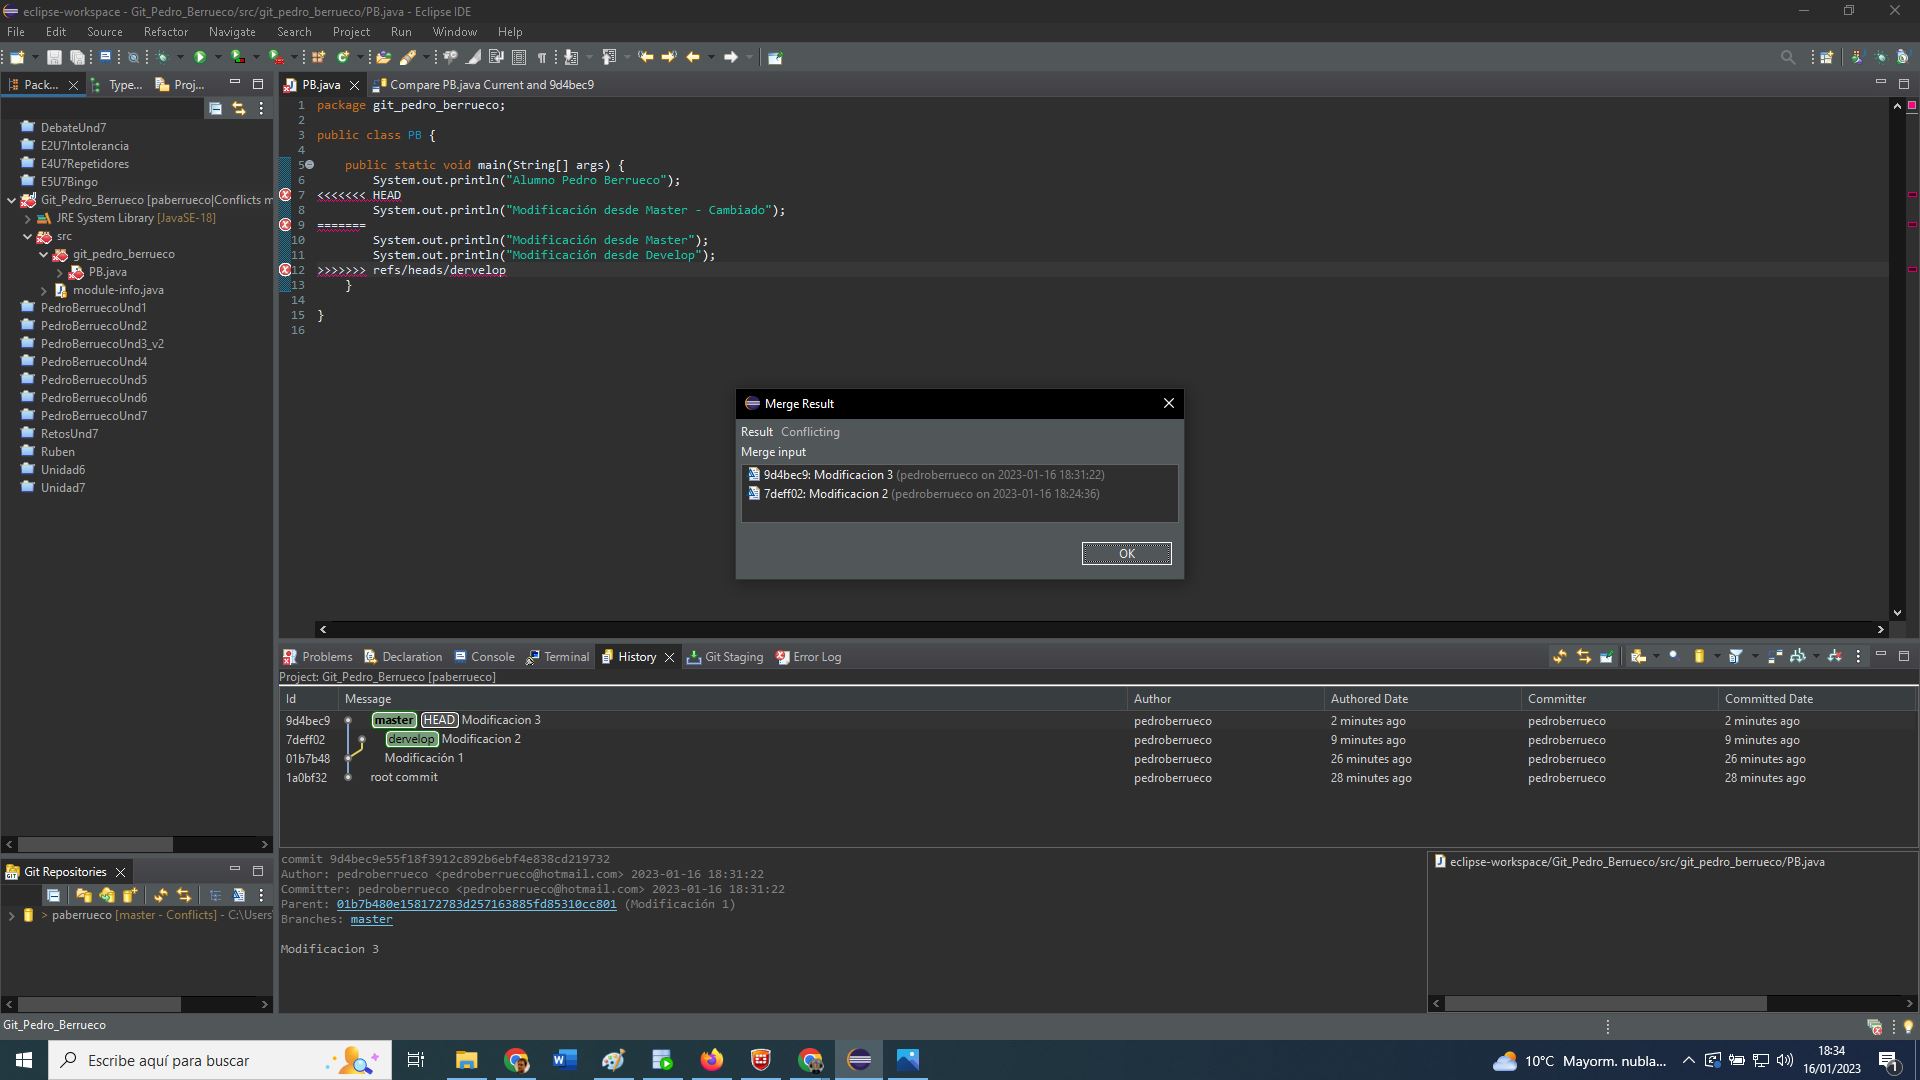 eclipse-workspace - Git_Pedro_Berrueco/src/git_pedro_berrueco/PB.java - Eclipse IDE
File Edit Source Refactor Navigate Search Project Run Window Help
Pack... Type... Proj...
DebateUnd7
E2U7Intolerancia
E4U7Repetidores
E5U7Bingo
Git_Pedro_Berrueco [paberrueco|Conflicts m
JRE System Library [JavaSE-18]
src
git_pedro_berrueco
PB.java
module-info.java
PedroBerruecoUnd1
PedroBerruecoUnd2
PedroBerruecoUnd3_v2
PedroBerruecoUnd4
PedroBerruecoUnd5
PedroBerruecoUnd6
PedroBerruecoUnd7
RetosUnd7
Ruben
Unidad6
Unidad7
PB.java Compare PB.java Current and 9d4bec9
1 package git_pedro_berrueco;
2
3 public class PB {
4
5 public static void main(String[] args) {
6 System.out.println("Alumno Pedro Berrueco");
7 <<<<<<< HEAD
8 System.out.println("Modificación desde Master - Cambiado");
9 =======
10 System.out.println("Modificación desde Master");
11 System.out.println("Modificación desde Develop");
12 >>>>>>> refs/heads/dervelop
13 }
14
15 }
16
Merge Result
Result Conflicting
Merge input
9d4bec9: Modificacion 3 (pedroberrueco on 2023-01-16 18:31:22)
7deff02: Modificacion 2 (pedroberrueco on 2023-01-16 18:24:36)
OK
Problems Declaration Console Terminal History Git Staging Error Log
Project: Git_Pedro_Berrueco [paberrueco]
Id Message Author Authored Date Committer Committed Date
9d4bec9 master HEAD Modificacion 3 pedroberrueco 2 minutes ago pedroberrueco 2 minutes ago
7deff02 dervelop Modificacion 2 pedroberrueco 9 minutes ago pedroberrueco 9 minutes ago
01b7b48 Modificación 1 pedroberrueco 26 minutes ago pedroberrueco 26 minutes ago
1a0bf32 root commit pedroberrueco 28 minutes ago pedroberrueco 28 minutes ago
commit 9d4bec9e55f18f3912c892b6ebf4e838cd219732
Author: pedroberrueco <pedroberrueco@hotmail.com> 2023-01-16 18:31:22
Committer: pedroberrueco <pedroberrueco@hotmail.com> 2023-01-16 18:31:22
Parent: 01b7b480e158172783d257163885fd85310cc801 (Modificación 1)
Branches: master
Modificacion 3
eclipse-workspace/Git_Pedro_Berrueco/src/git_pedro_berrueco/PB.java
Git Repositories
> paberrueco [master - Conflicts] - C:\Users\
Git_Pedro_Berrueco
Escribe aquí para buscar
10°C Mayorm. nubla...
18:34
16/01/2023
1